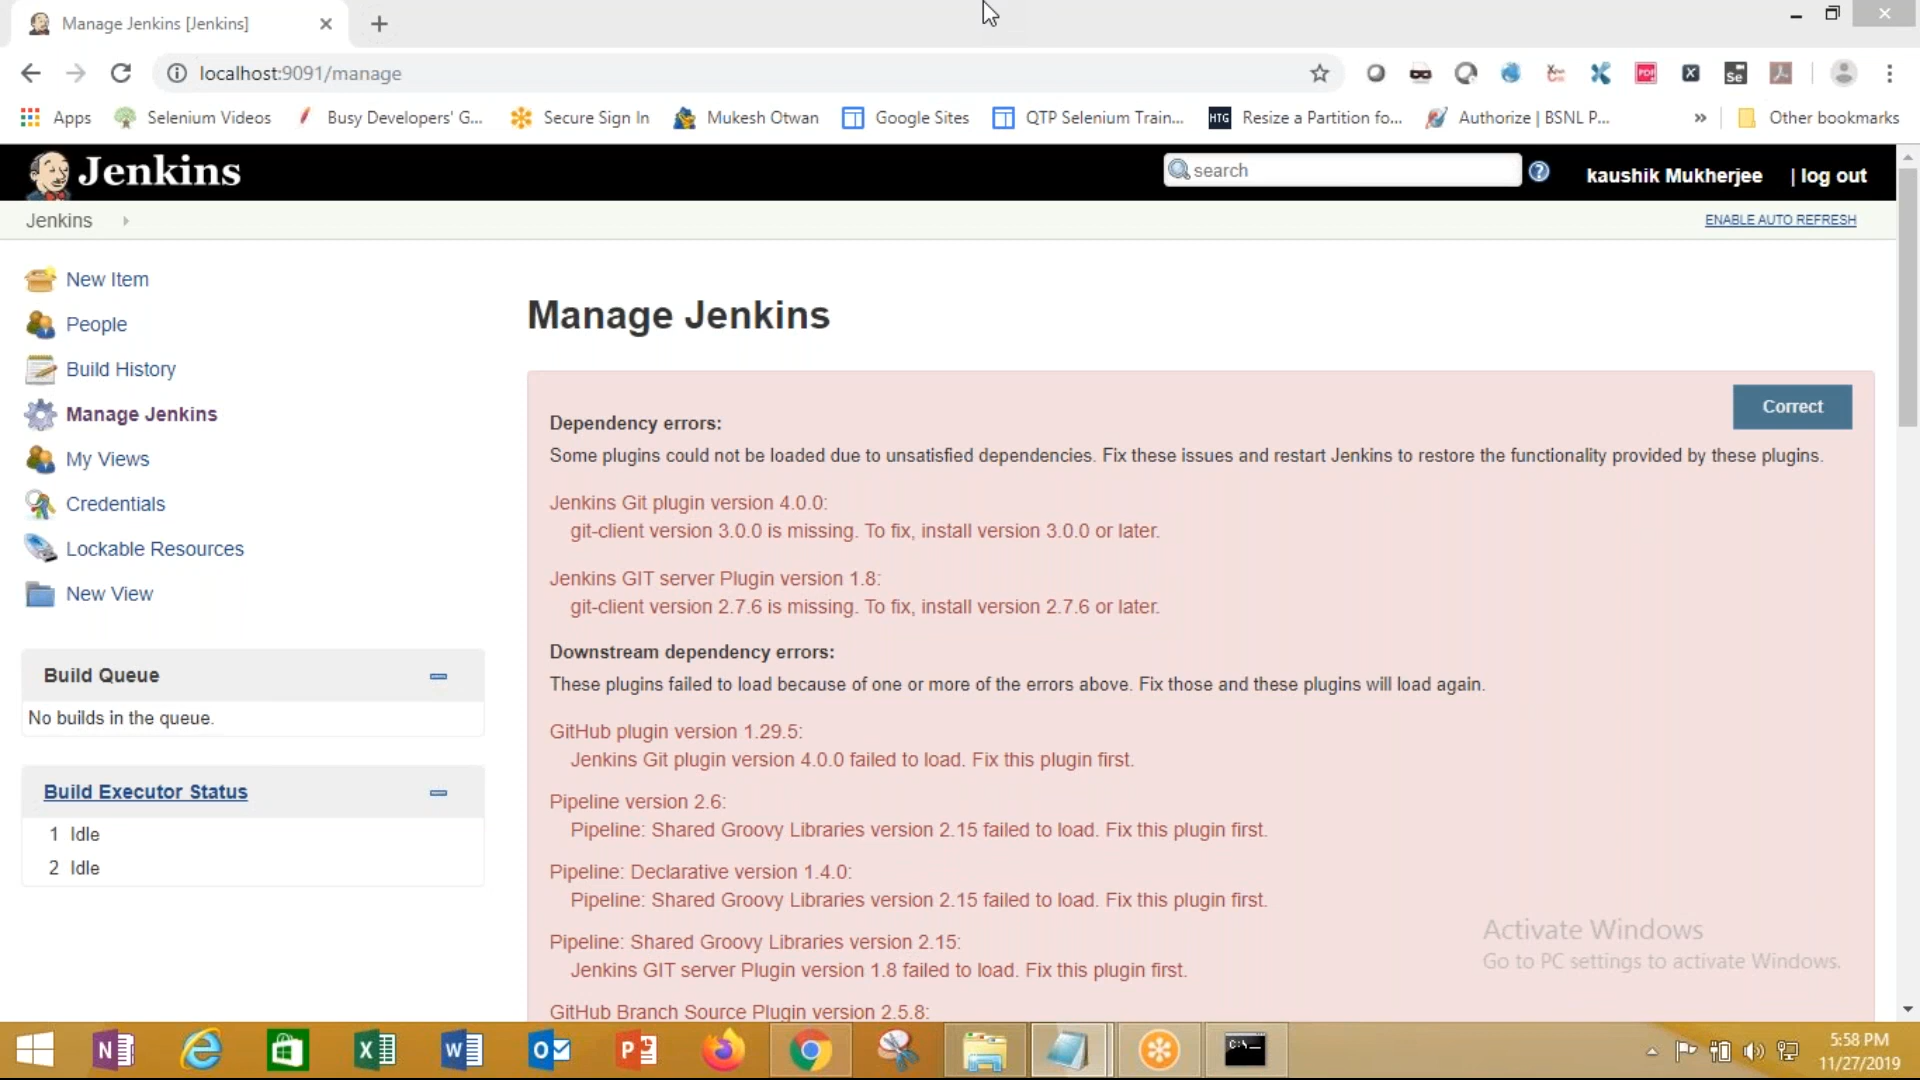 Manage Jenkins [Jenkins]
localhost:9091/manage
Apps
Selenium Videos
Busy Developers' G...
Secure Sign In
Mukesh Otwan
Google Sites
QTP Selenium Train...
HTG
Resize a Partition fo...
Authorize | BSNL P...
»
Other bookmarks
Jenkins
search
kaushik Mukherjee
| log out
Jenkins
ENABLE AUTO REFRESH
New Item
People
Build History
Manage Jenkins
My Views
Credentials
Lockable Resources
New View
Build Queue
No builds in the queue.
Build Executor Status
1 Idle
2 Idle
Manage Jenkins
Correct
Dependency errors:
Some plugins could not be loaded due to unsatisfied dependencies. Fix these issues and restart Jenkins to restore the functionality provided by these plugins.
Jenkins Git plugin version 4.0.0:
git-client version 3.0.0 is missing. To fix, install version 3.0.0 or later.
Jenkins GIT server Plugin version 1.8:
git-client version 2.7.6 is missing. To fix, install version 2.7.6 or later.
Downstream dependency errors:
These plugins failed to load because of one or more of the errors above. Fix those and these plugins will load again.
GitHub plugin version 1.29.5:
Jenkins Git plugin version 4.0.0 failed to load. Fix this plugin first.
Pipeline version 2.6:
Pipeline: Shared Groovy Libraries version 2.15 failed to load. Fix this plugin first.
Pipeline: Declarative version 1.4.0:
Pipeline: Shared Groovy Libraries version 2.15 failed to load. Fix this plugin first.
Pipeline: Shared Groovy Libraries version 2.15:
Jenkins GIT server Plugin version 1.8 failed to load. Fix this plugin first.
GitHub Branch Source Plugin version 2.5.8:
Activate Windows
Go to PC settings to activate Windows.
5:58 PM
11/27/2019